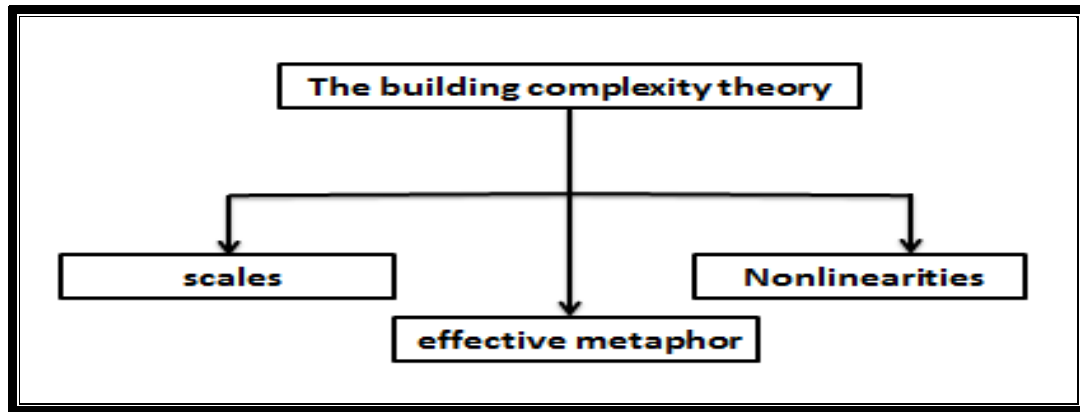 The building complexity theory
scales
Nonlinearities
effective metaphor